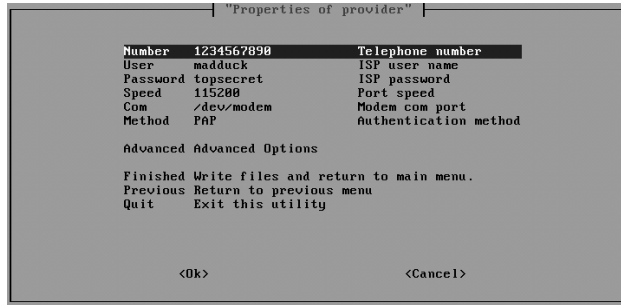 "Properties of provider"
Number 1234567890 Telephone number
User madduck ISP user name
Password topsecret ISP password
Speed 115200 Port speed
Com /dev/modem Modem com port
Method PAP Authentication method
Advanced Advanced Options
Finished Write files and return to main menu.
Previous Return to previous menu
Quit Exit this utility
<Ok> <Cancel>